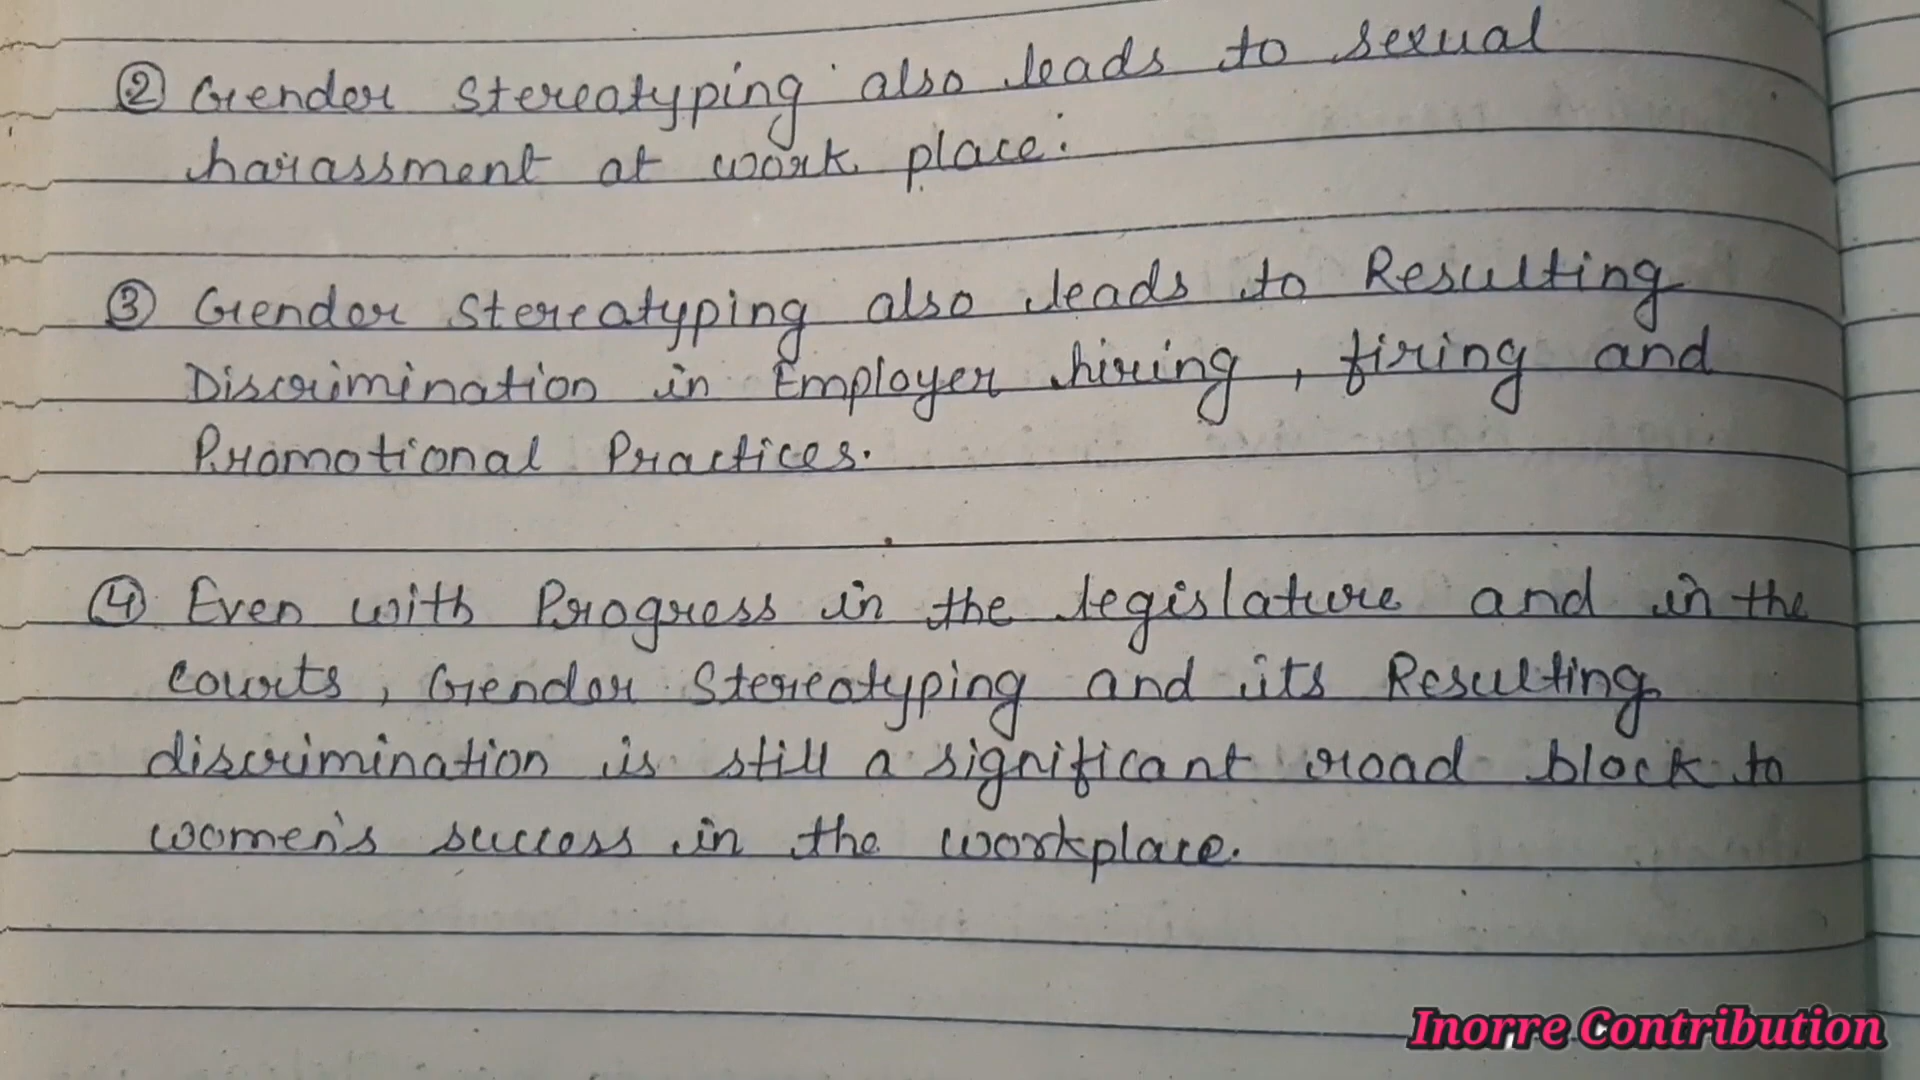 ② Gender Stereotyping also leads to sexual
harassment at work place.
③ Gender Stereotyping also leads to Resulting
Discrimination in Employer hiring, firing and
Promotional Practices.
④ Even with Progress in the legislature and in the
courts, Gender Stereotyping and its Resulting
discrimination is still a significant road block to
women's success in the workplace.
Inorre Contribution